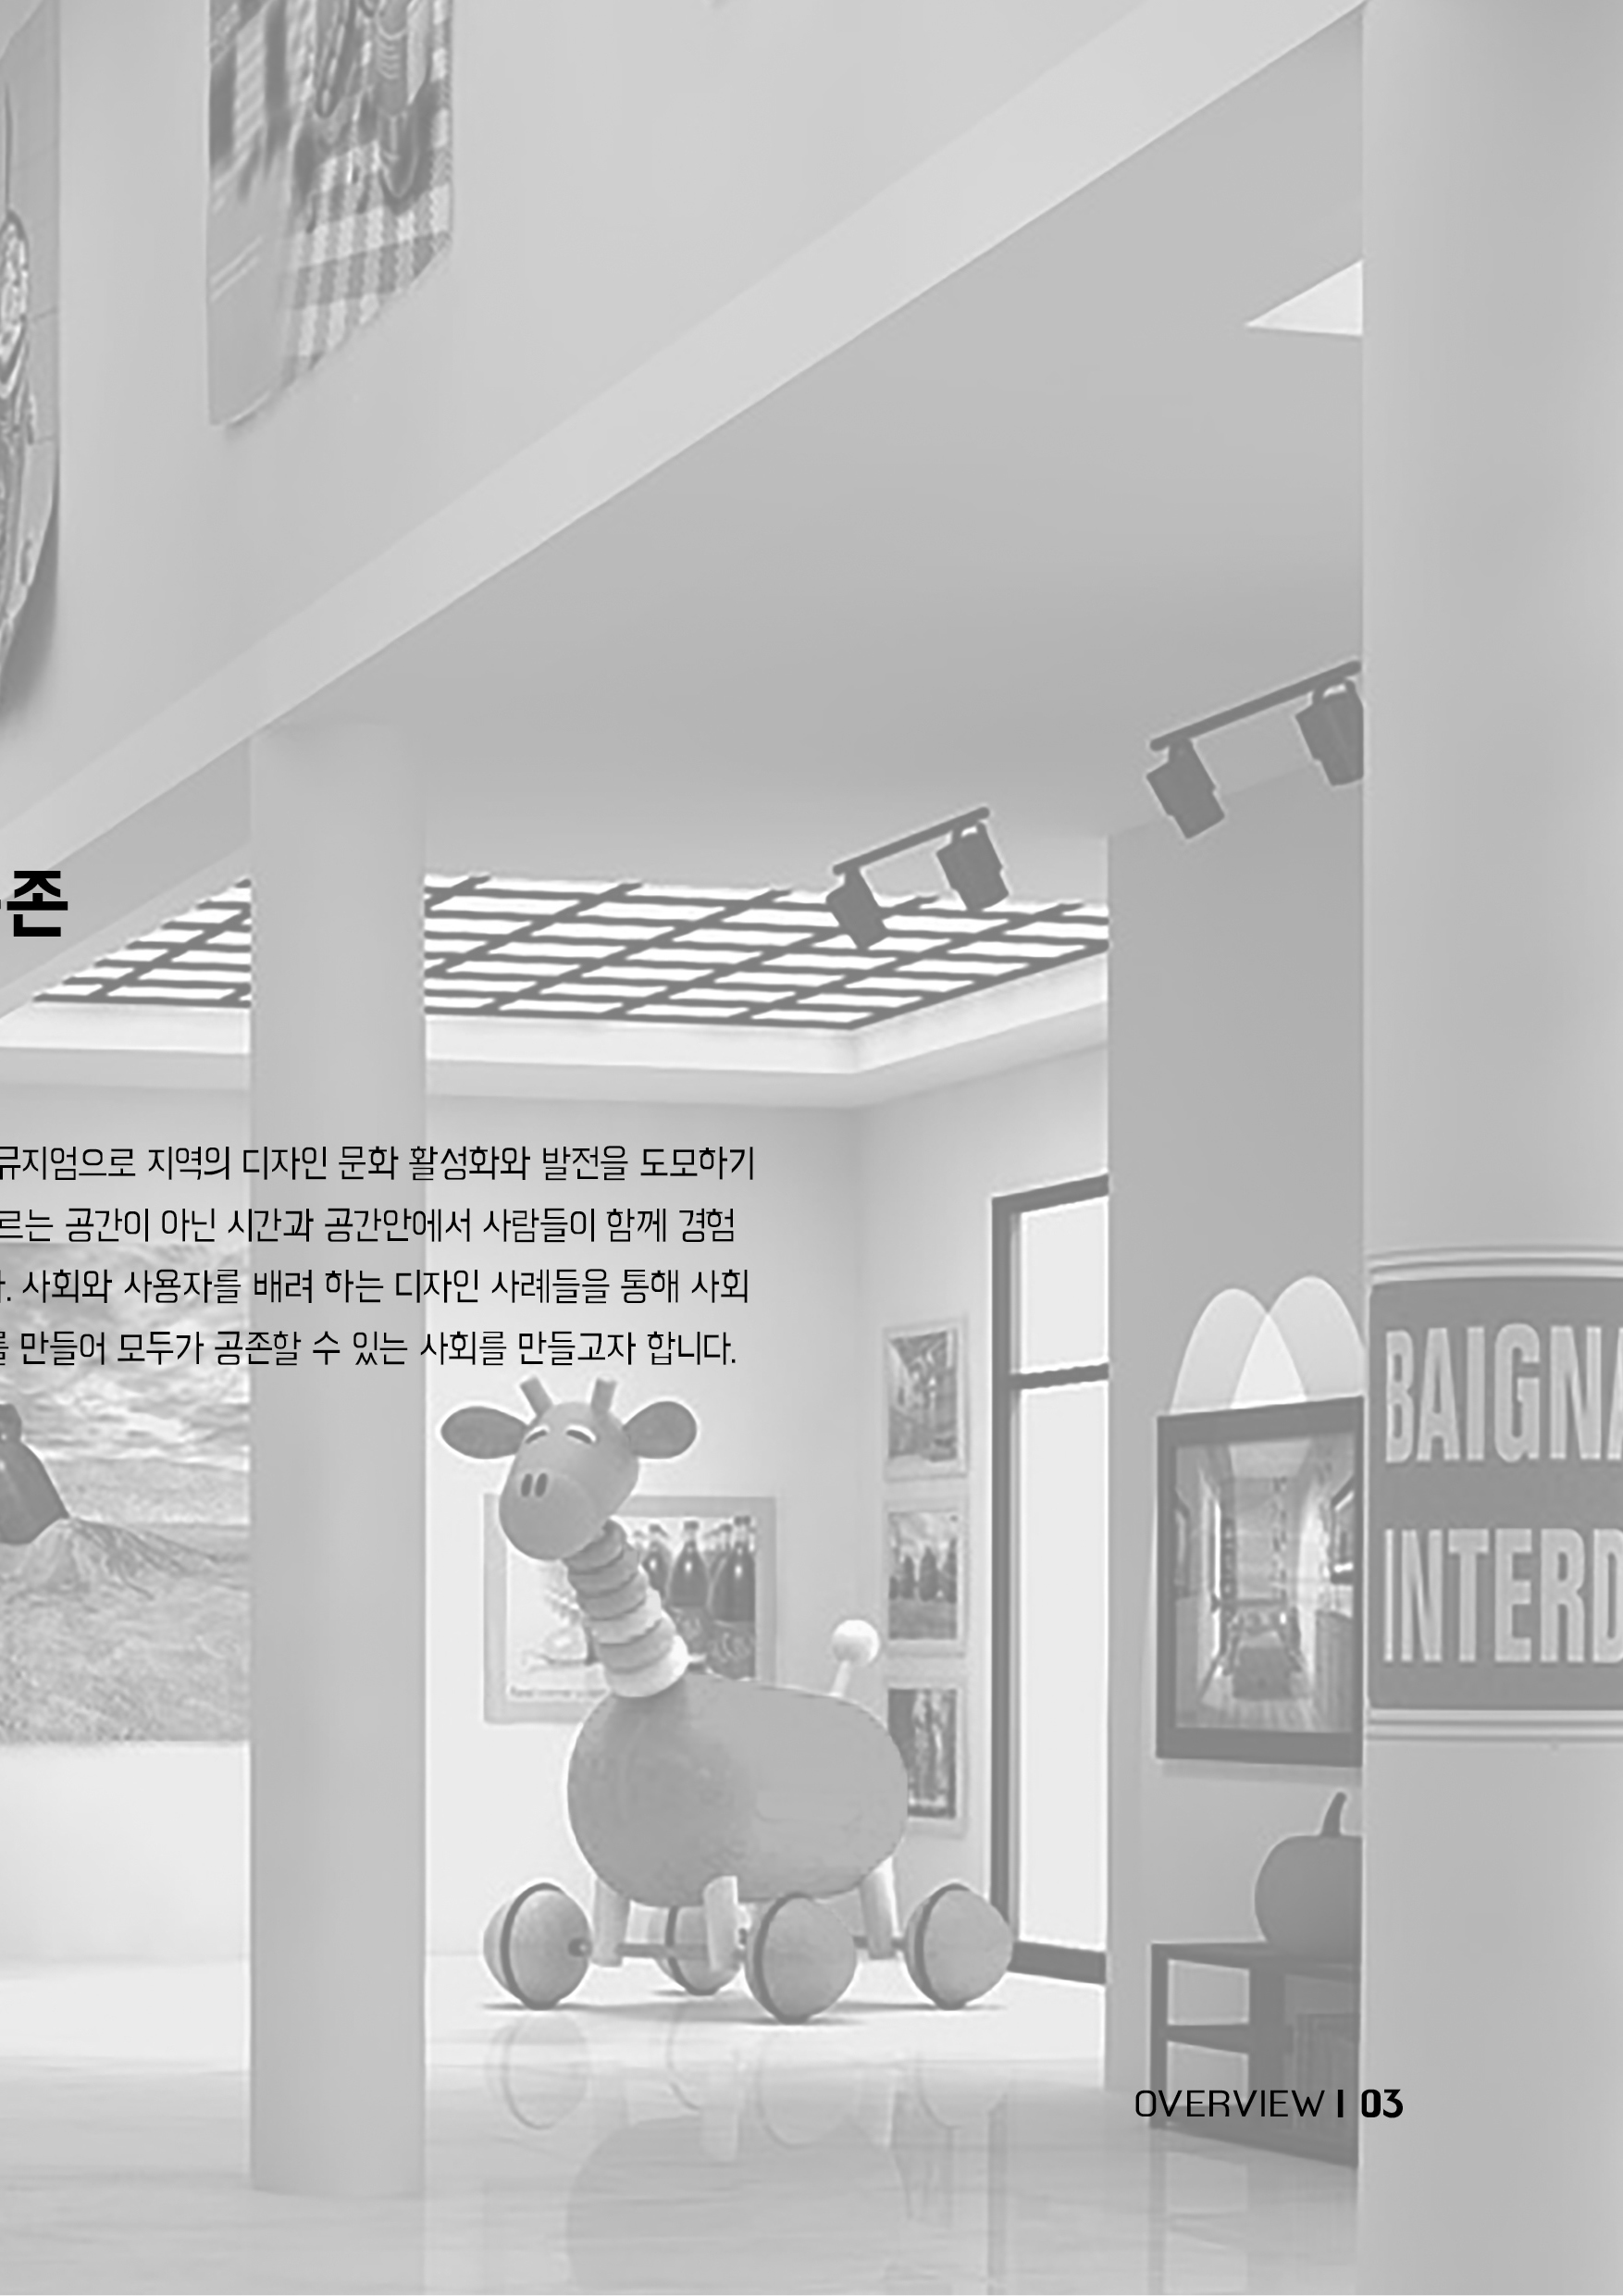 존
뮤지엄으로 지역의 디자인 문화 활성화와 발전을 도모하기
르는 공간이 아닌 시간과 공간안에서 사람들이 함께 경험
. 사회와 사용자를 배려 하는 디자인 사례들을 통해 사회
를 만들어 모두가 공존할 수 있는 사회를 만들고자 합니다.
BAIGNA
INTERD
OVERVIEW | 03